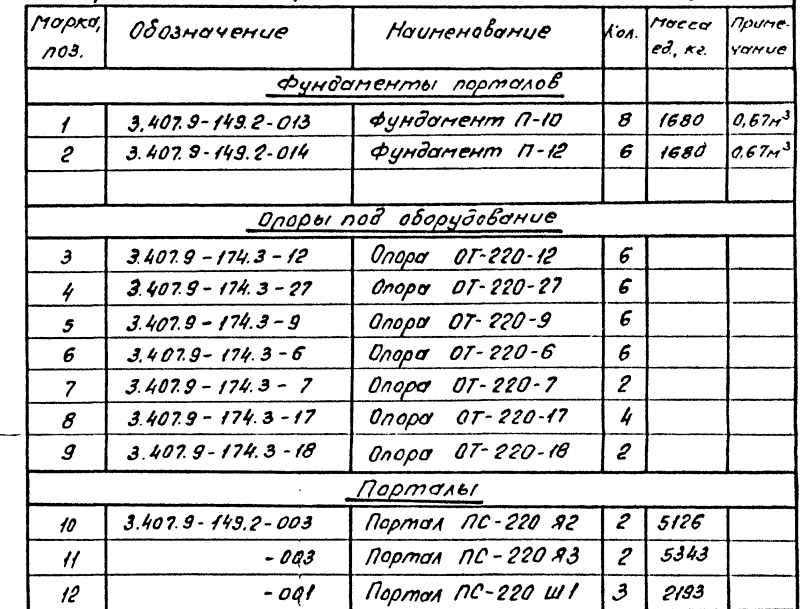 Марка, поз. Обозначение Наименование Кол. Масса ед, кг. Примечание
Фундаменты порталов
1 3.407.9-149.2-013 Фундамент П-10 8 1680 0,67м³
2 3.407.9-149.2-014 Фундамент П-12 6 1680 0,67м³
Опоры под оборудование
3 3.407.9-174.3-12 Опора ОТ-220-12 6
4 3.407.9-174.3-27 Опора ОТ-220-27 6
5 3.407.9-174.3-9 Опора ОТ-220-9 6
6 3.407.9-174.3-6 Опора ОТ-220-6 6
7 3.407.9-174.3-7 Опора ОТ-220-7 2
8 3.407.9-174.3-17 Опора ОТ-220-17 4
9 3.407.9-174.3-18 Опора ОТ-220-18 2
Порталы
10 3.407.9-149.2-003 Портал ПС-220 Я2 2 5126
11 -003 Портал ПС-220 Я3 2 5343
12 -001 Портал ПС-220 Ш1 3 2193